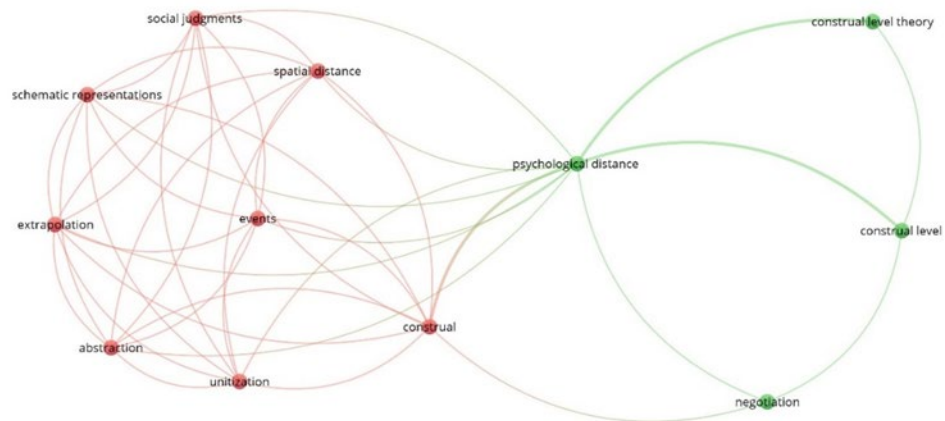 social judgments
construal level theory
spatial distance
schematic representations
psychological distance
events
extrapolation
construal level
construal
abstraction
unitization
negotiation